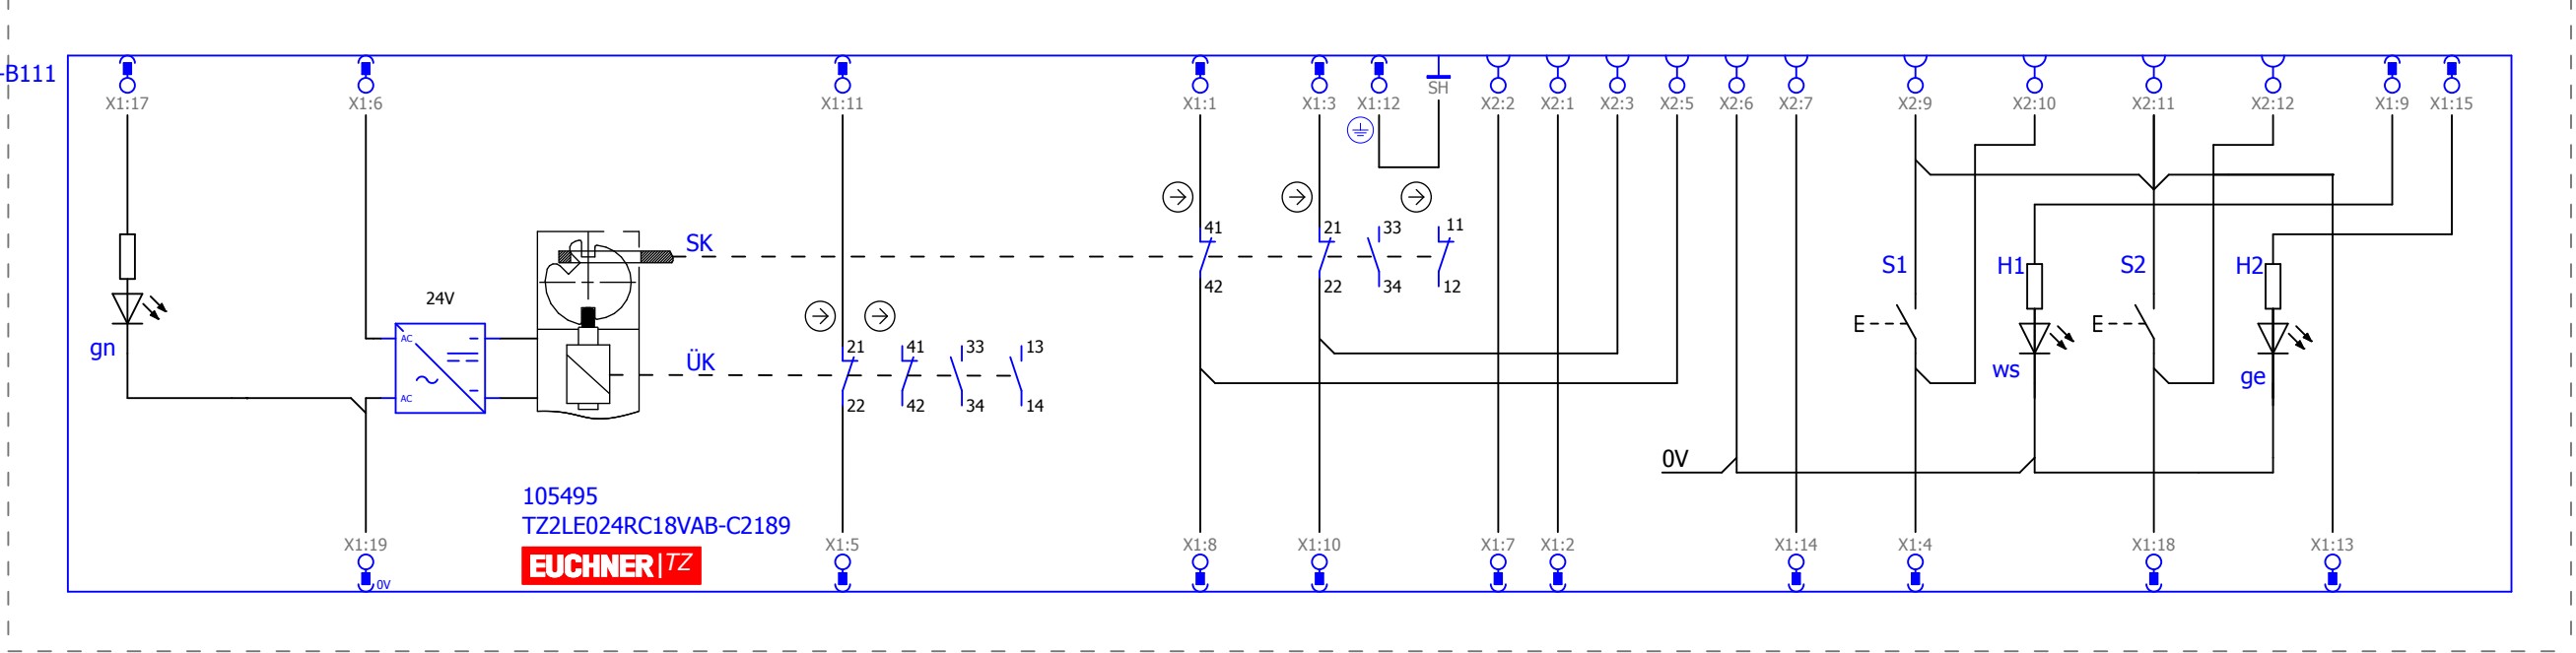 -B111
X1:17
X1:6
X1:11
X1:1
X1:3
X1:12
SH
X2:2
X2:1
X2:3
X2:5
X2:6
X2:7
X2:9
X2:10
X2:11
X2:12
X1:9
X1:15
41
21
33
11
SK
S1
H1
S2
H2
42
22
34
12
24V
E
E
AC
gn
21
41
33
13
ÜK
ws
ge
AC
22
42
34
14
0V
105495
TZ2LE024RC18VAB-C2189
EUCHNER TZ
X1:19
X1:5
X1:8
X1:10
X1:7
X1:2
X1:14
X1:4
X1:18
X1:13
0V